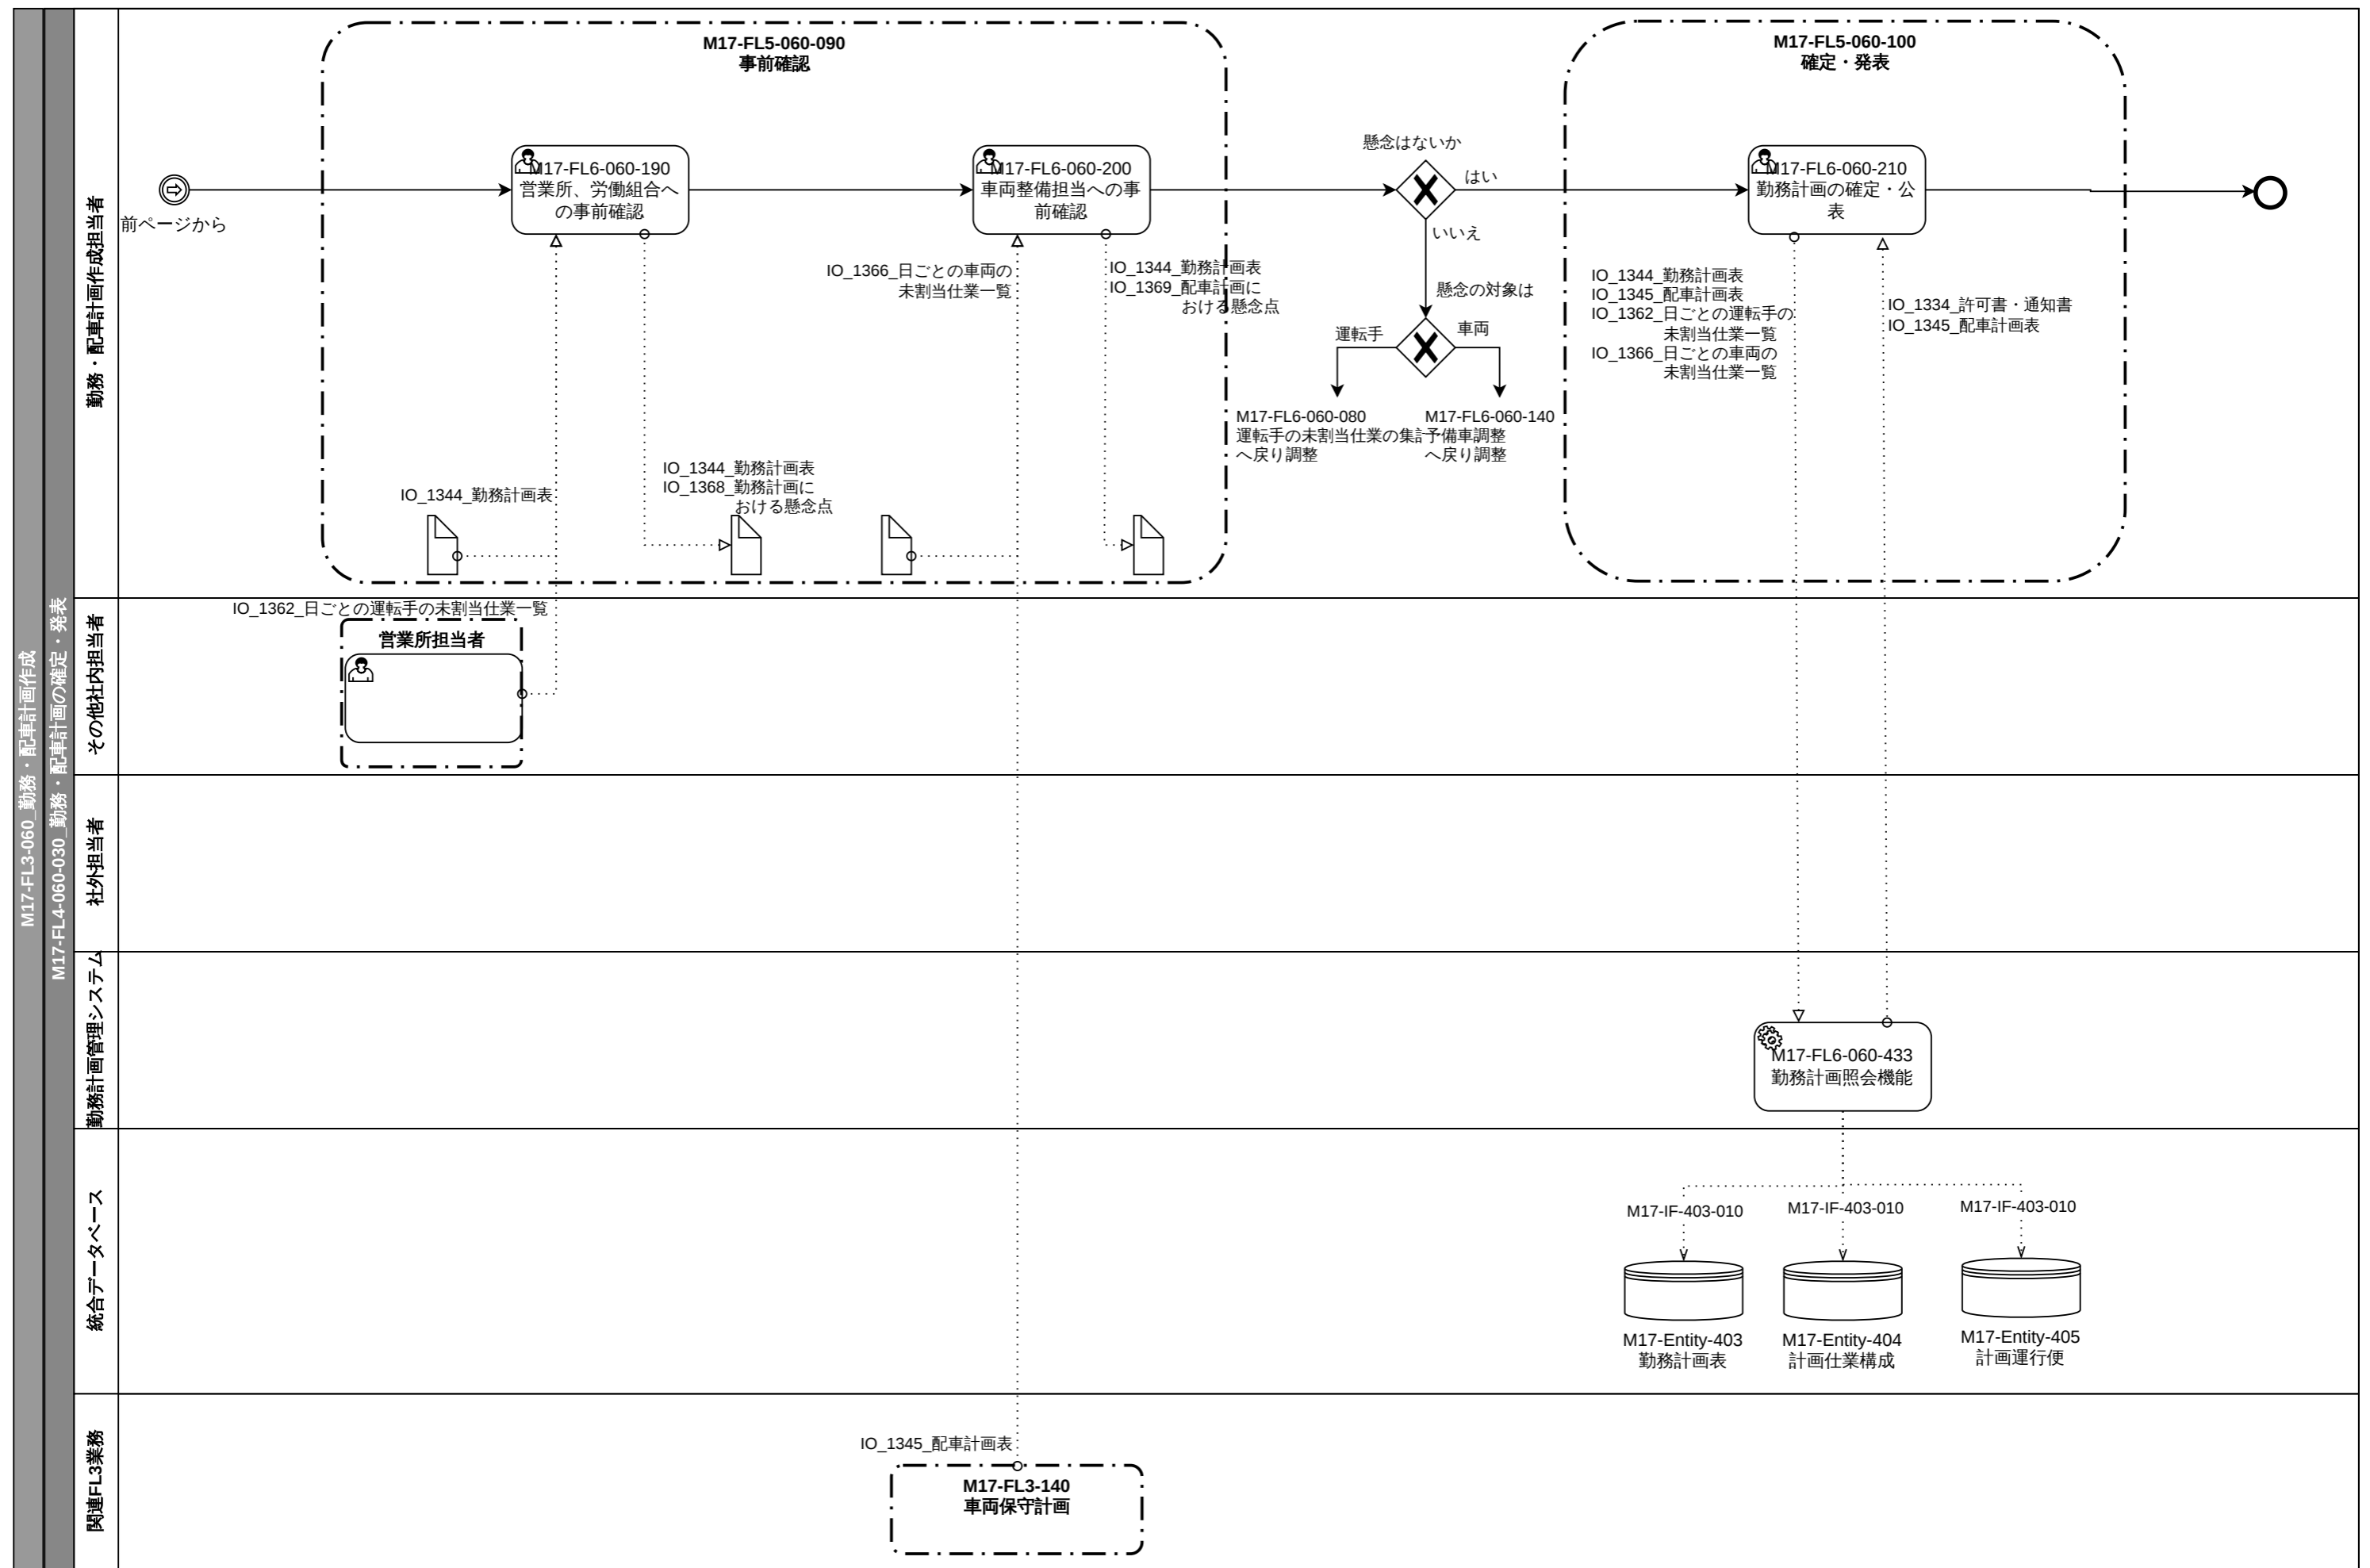 M17-FL3-060_勤務・配車計画作成
M17-FL4-060-030_勤務・配車計画の確定・発表
勤務・配車計画作成担当者
前ページから
M17-FL5-060-090
事前確認
M17-FL6-060-190
営業所、労働組合へ
の事前確認
M17-FL6-060-200
車両整備担当への事
前確認
IO_1366_日ごとの車両の
未割当仕業一覧
IO_1344_勤務計画表
IO_1369_配車計画に
おける懸念点
IO_1344_勤務計画表
IO_1344_勤務計画表
IO_1368_勤務計画に
おける懸念点
懸念はないか
はい
いいえ
懸念の対象は
運転手
車両
M17-FL6-060-080
運転手の未割当仕業の集計
へ戻り調整
M17-FL6-060-140
予備車調整
へ戻り調整
M17-FL5-060-100
確定・発表
M17-FL6-060-210
勤務計画の確定・公
表
IO_1344_勤務計画表
IO_1345_配車計画表
IO_1362_日ごとの運転手の
未割当仕業一覧
IO_1366_日ごとの車両の
未割当仕業一覧
IO_1334_許可書・通知書
IO_1345_配車計画表
その他社内担当者
IO_1362_日ごとの運転手の未割当仕業一覧
営業所担当者
社外担当者
勤務計画管理システム
M17-FL6-060-433
勤務計画照会機能
統合データベース
M17-IF-403-010
M17-IF-403-010
M17-IF-403-010
M17-Entity-403
勤務計画表
M17-Entity-404
計画仕業構成
M17-Entity-405
計画運行便
関連FL3業務
IO_1345_配車計画表
M17-FL3-140
車両保守計画